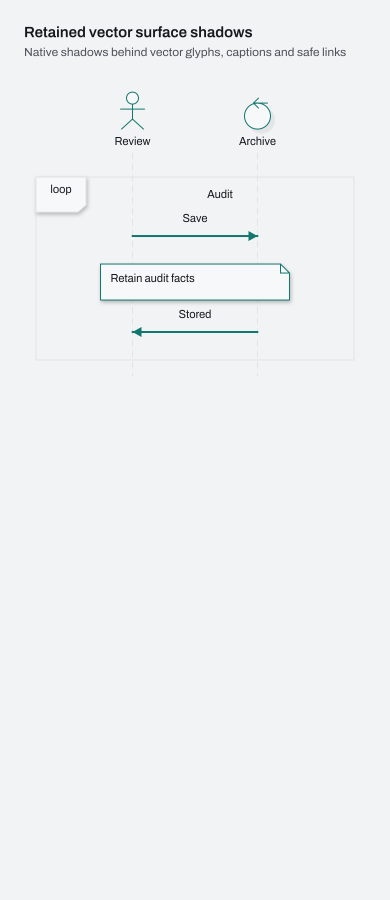 Retained vector surface shadows
Native shadows behind vector glyphs, captions and safe links
Review
Archive
loop
Audit
Save
Retain audit facts
Stored